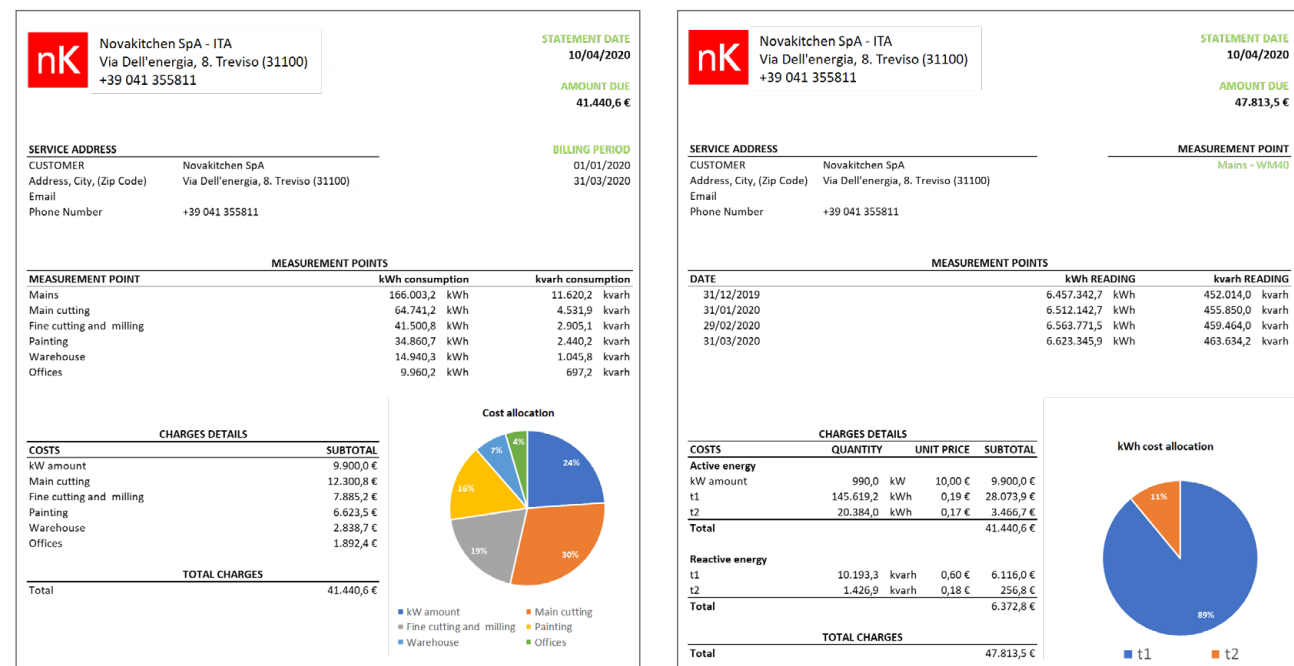 nK
Novakitchen SpA - ITA
Via Dell'energia, 8. Treviso (31100)
+39 041 355811
STATEMENT DATE
10/04/2020
AMOUNT DUE
41.440,6 €
SERVICE ADDRESS
BILLING PERIOD
CUSTOMER Novakitchen SpA 01/01/2020
Address, City, (Zip Code) Via Dell'energia, 8. Treviso (31100) 31/03/2020
Email
Phone Number +39 041 355811
MEASUREMENT POINTS
MEASUREMENT POINT kWh consumption kvarh consumption
Mains 166.003,2 kWh 11.620,2 kvarh
Main cutting 64.741,2 kWh 4.531,9 kvarh
Fine cutting and milling 41.500,8 kWh 2.905,1 kvarh
Painting 34.860,7 kWh 2.440,2 kvarh
Warehouse 14.940,3 kWh 1.045,8 kvarh
Offices 9.960,2 kWh 697,2 kvarh
CHARGES DETAILS
COSTS SUBTOTAL
kW amount 9.900,0 €
Main cutting 12.300,8 €
Fine cutting and milling 7.885,2 €
Painting 6.623,5 €
Warehouse 2.838,7 €
Offices 1.892,4 €
TOTAL CHARGES
Total 41.440,6 €
Cost allocation
4%
7%
24%
16%
19%
30%
kW amount Main cutting
Fine cutting and milling Painting
Warehouse Offices
nK
Novakitchen SpA - ITA
Via Dell'energia, 8. Treviso (31100)
+39 041 355811
STATEMENT DATE
10/04/2020
AMOUNT DUE
47.813,5 €
SERVICE ADDRESS
MEASUREMENT POINT
CUSTOMER Novakitchen SpA Mains - WM40
Address, City, (Zip Code) Via Dell'energia, 8. Treviso (31100)
Email
Phone Number +39 041 355811
MEASUREMENT POINTS
DATE kWh READING kvarh READING
31/12/2019 6.457.342,7 kWh 452.014,0 kvarh
31/01/2020 6.512.142,7 kWh 455.850,0 kvarh
29/02/2020 6.563.771,5 kWh 459.464,0 kvarh
31/03/2020 6.623.345,9 kWh 463.634,2 kvarh
CHARGES DETAILS
COSTS QUANTITY UNIT PRICE SUBTOTAL
Active energy
kW amount 990,0 kW 10,00 € 9.900,0 €
t1 145.619,2 kWh 0,19 € 28.073,9 €
t2 20.384,0 kWh 0,17 € 3.466,7 €
Total 41.440,6 €
Reactive energy
t1 10.193,3 kvarh 0,60 € 6.116,0 €
t2 1.426,9 kvarh 0,18 € 256,8 €
Total 6.372,8 €
TOTAL CHARGES
Total 47.813,5 €
kWh cost allocation
11%
89%
t1 t2